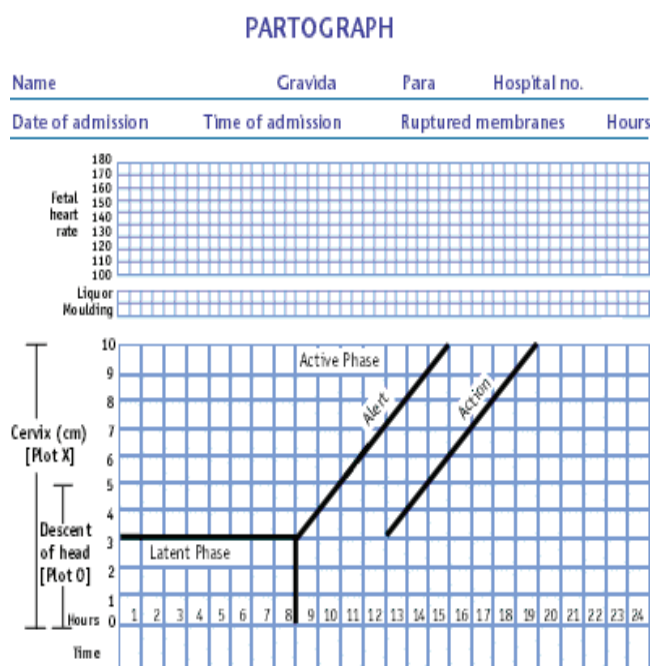 PARTOGRAPH
Name Gravida Para Hospital no.
Date of admission Time of admission Ruptured membranes Hours
Fetal heart rate
180
170
160
150
140
130
120
110
100
Liquor
Moulding
10
9
8
7
6
5
4
3
2
1
0
Active Phase
Alert
Action
Cervix (cm)
[Plot X]
Descent
of head
[Plot O]
Latent Phase
Hours 1 2 3 4 5 6 7 8 9 10 11 12 13 14 15 16 17 18 19 20 21 22 23 24
Time